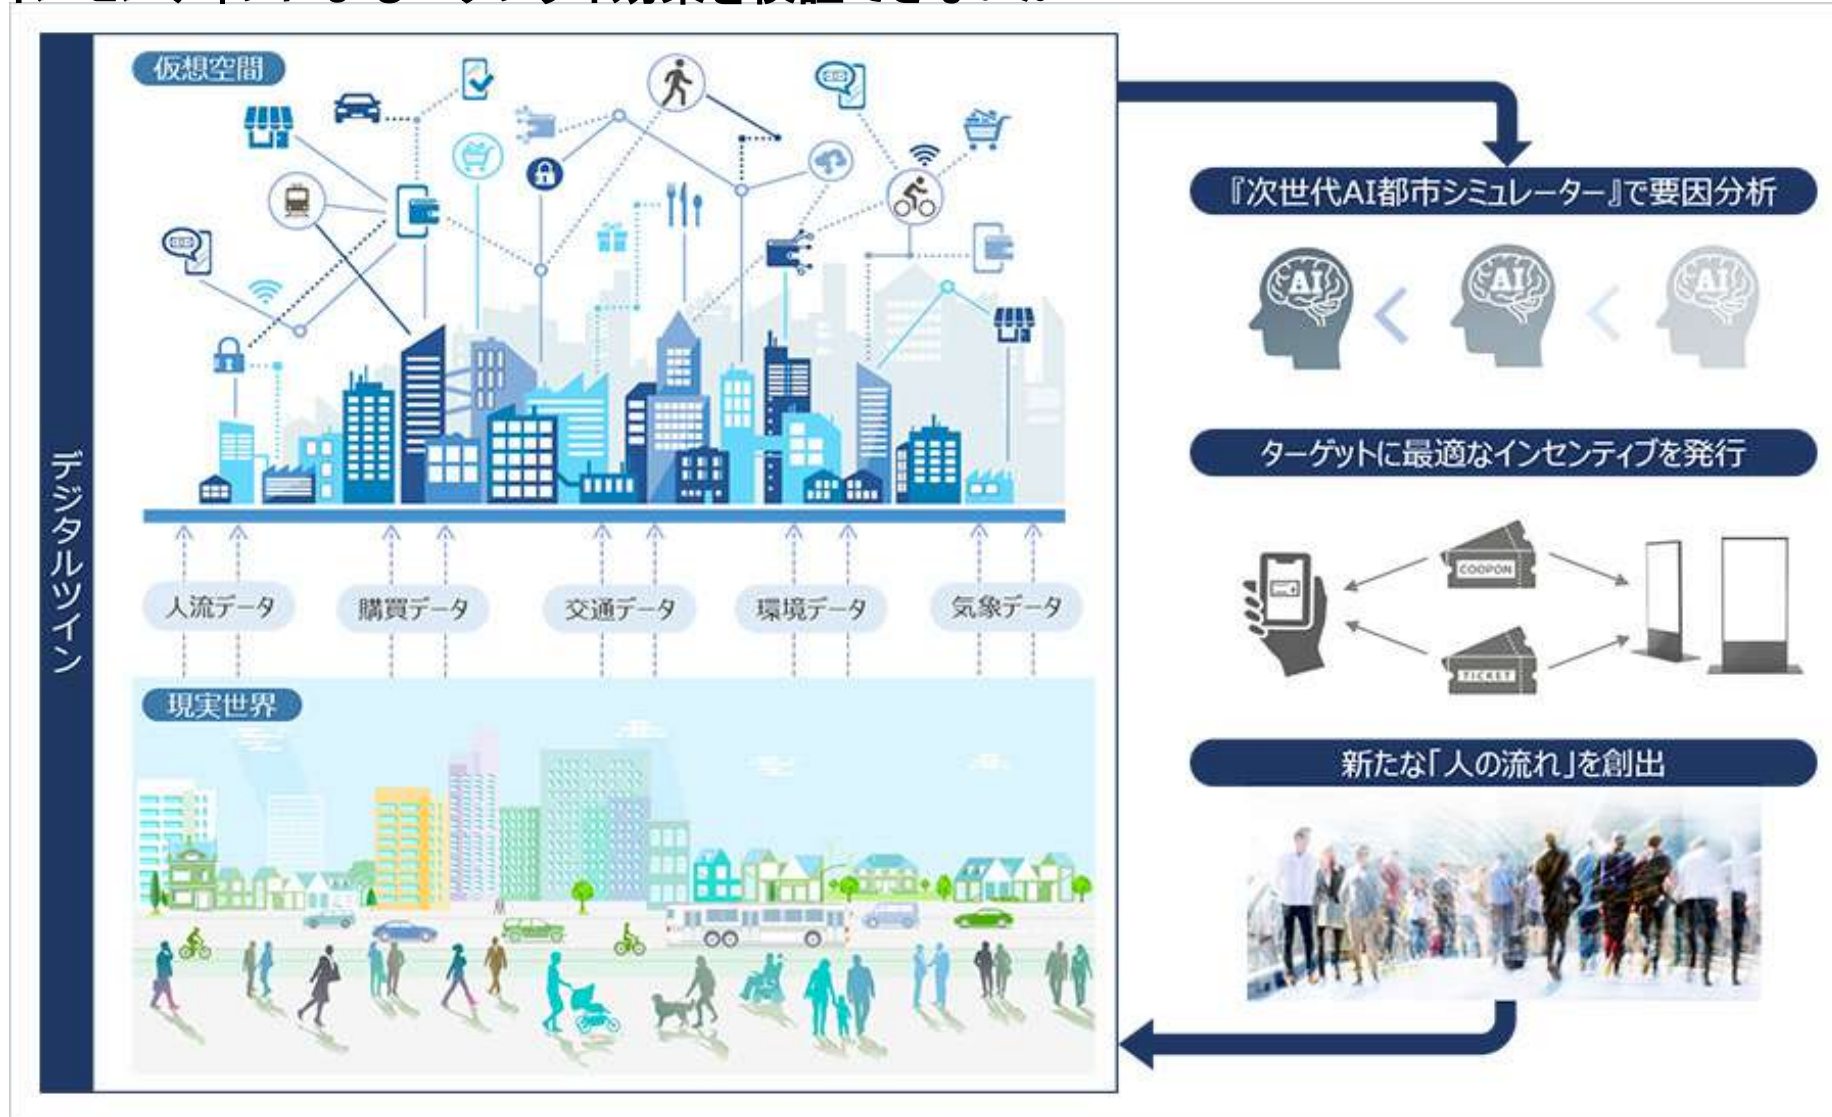 仮想空間
デジタルツイン
人流データ
購買データ
交通データ
環境データ
気象データ
現実世界
『次世代AI都市シミュレーター』で要因分析
AI
AI
AI
ターゲットに最適なインセンティブを発行
COOPON
TICKET
新たな「人の流れ」を創出